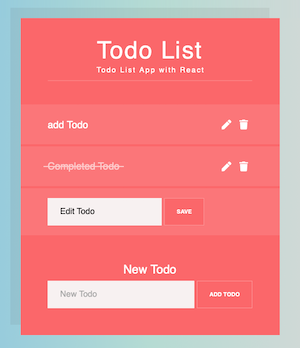 Todo List
Todo List App with React
add Todo
Completed Todo
Edit Todo SAVE
New Todo
New Todo ADD TODO